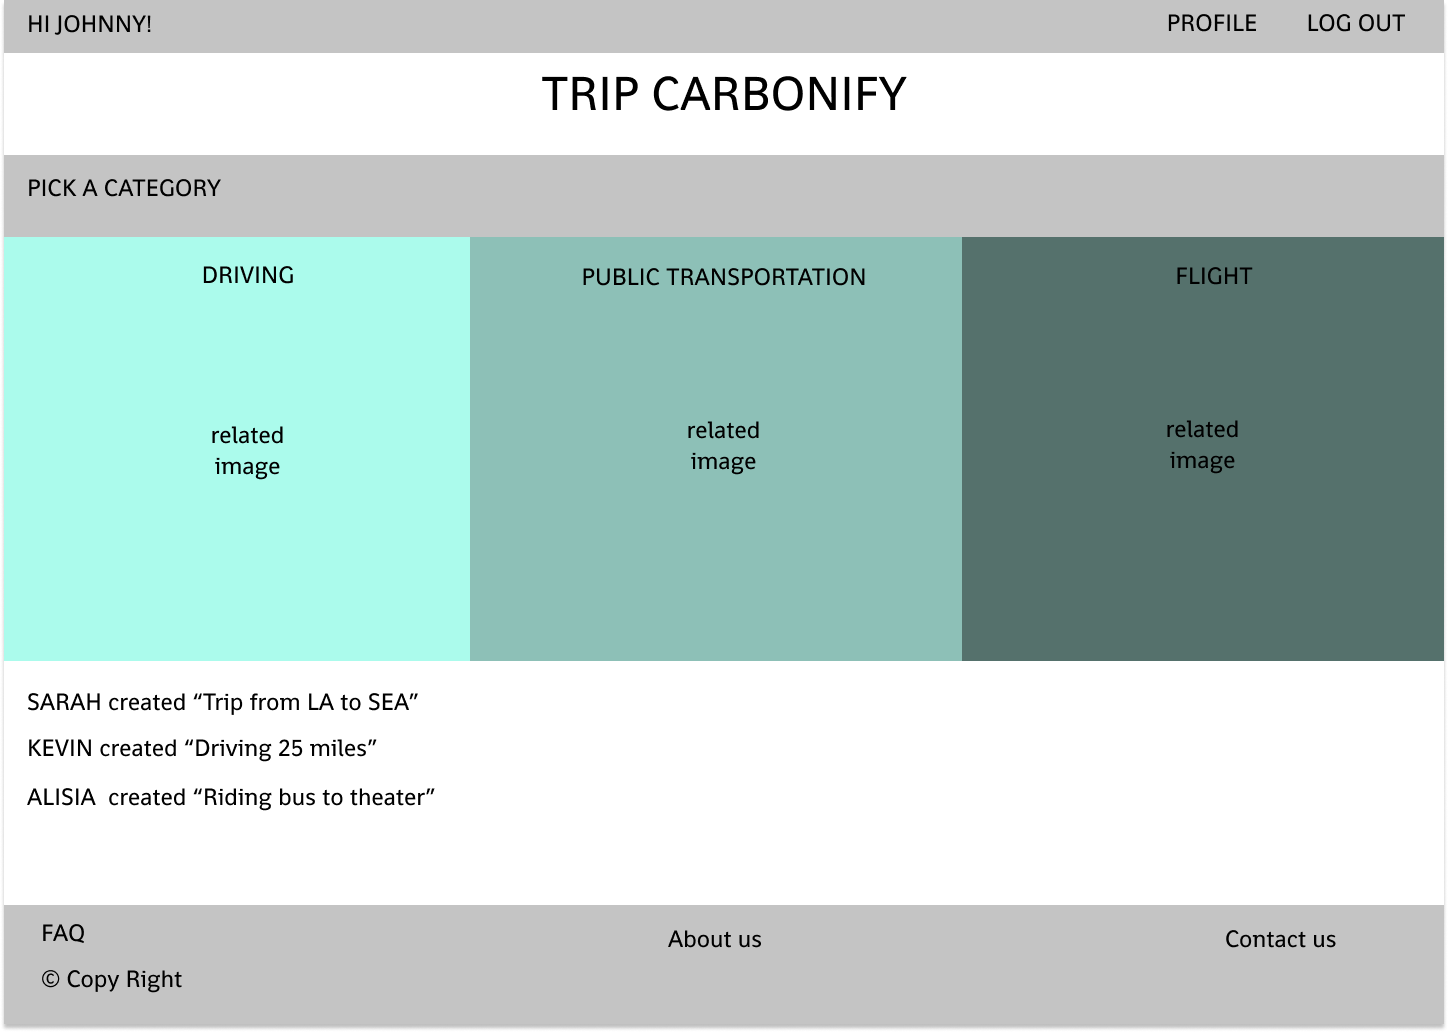 HI JOHNNY!
PROFILE
LOG OUT
TRIP CARBONIFY
PICK A CATEGORY
DRIVING
related
image
PUBLIC TRANSPORTATION
related
image
FLIGHT
related
image
SARAH created “Trip from LA to SEA”
KEVIN created “Driving 25 miles”
ALISIA  created “Riding bus to theater”
FAQ
© Copy Right
About us
Contact us